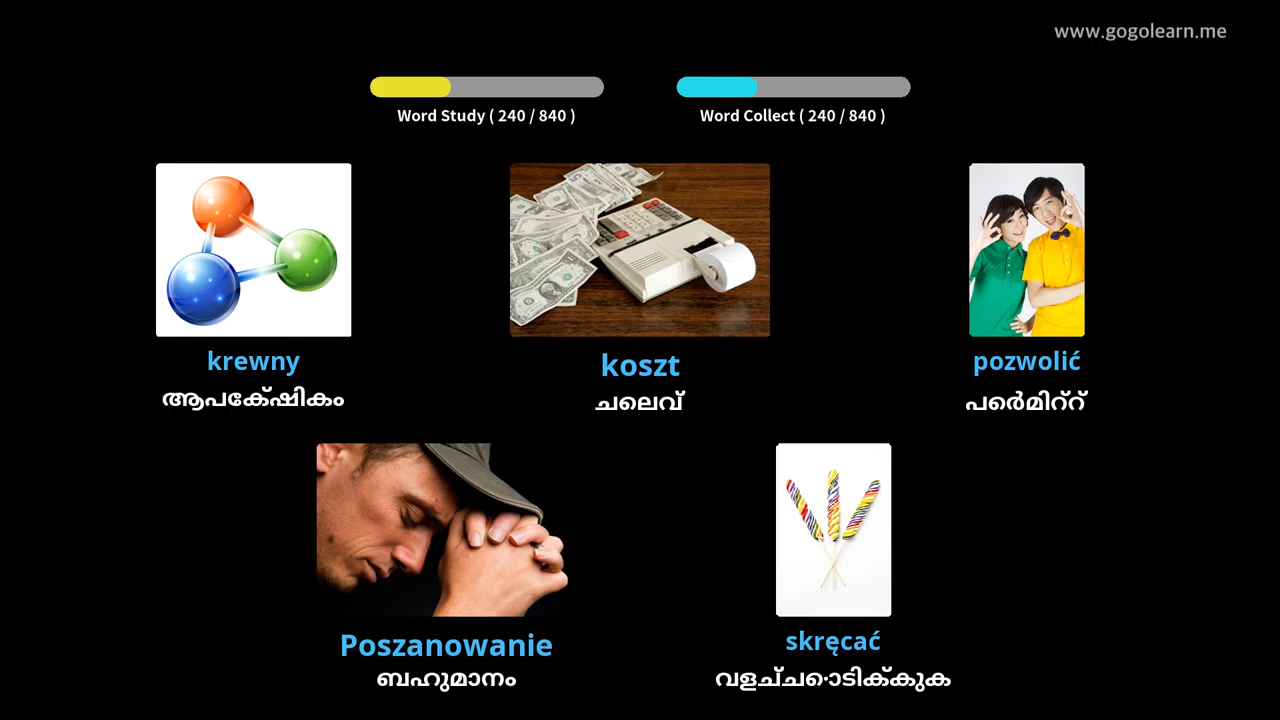 www.gogolearn.me
Word Study ( 240 / 840 )
Word Collect ( 240 / 840 )
krewny
ആപേക്ഷികം
koszt
ചലെവ്
pozwolić
പെർമിറ്റ്
Poszanowanie
ബഹുമാനം
skręcać
വളച്ചൊടിക്കുക